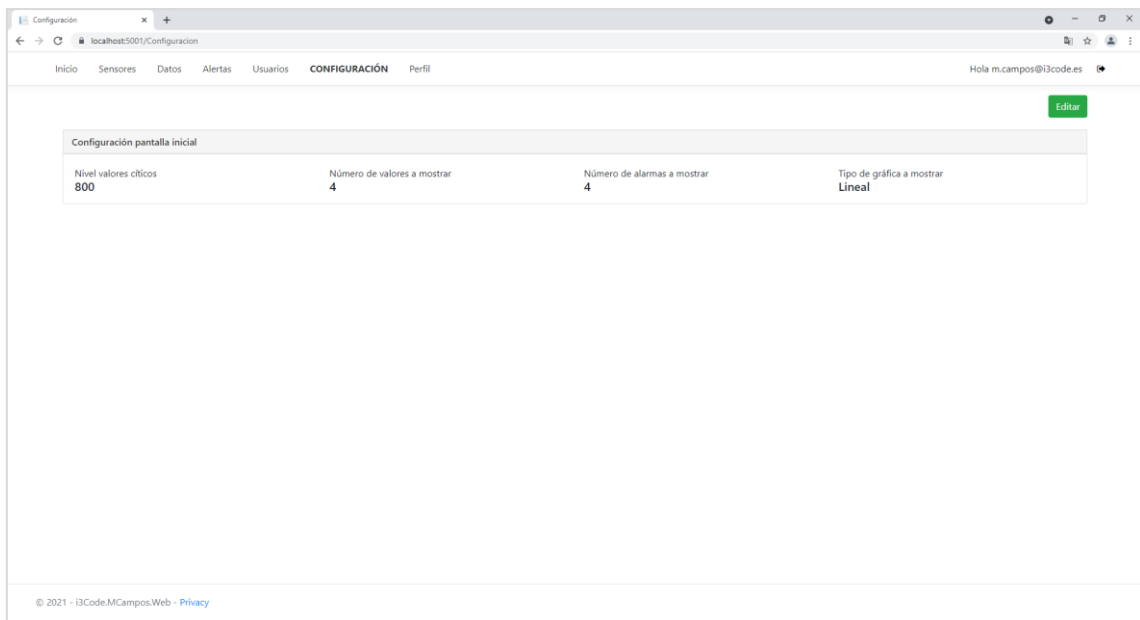 Configuración
localhost:5001/Configuracion
Inicio Sensores Datos Alertas Usuarios CONFIGURACIÓN Perfil Hola m.campos@i3code.es
Editar
Configuración pantalla inicial
Nivel valores cíticos Número de valores a mostrar Número de alarmas a mostrar Tipo de gráfica a mostrar
800 4 4 Lineal
© 2021 - i3Code.MCampos.Web - Privacy